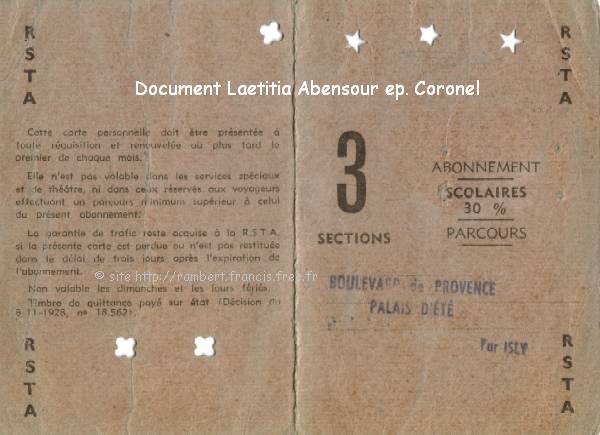 RSTA
RSTA
Document Laetitia Abensour ep. Coronel
Cette carte personnelle doit être présentée à
toute réquisition et renouvelée au plus tard le
premier de chaque mois.
Elle n'est pas valable dans les services spéciaux
et de théâtre, ni dans ceux réservés aux voyageurs
effectuant un parcours minimum supérieur à celui
du présent abonnement.
La garantie de trafic reste acquise à la R.S.T.A.
si la présente carte est perdue ou n'est pas restituée
dans le délai de trois jours après l'expiration de
l'abonnement.
© site http://rambert.francis.free.fr
Non valable les dimanches et les jours fériés.
Timbre de quittance payé sur état (Décision du
8-11-1928, n° 18.562).
RSTA
3
SECTIONS
ABONNEMENT
SCOLAIRES
30 %
PARCOURS
BOULEVARD de PROVENCE
PALAIS D'ÉTÉ
Par ISLY
RSTA